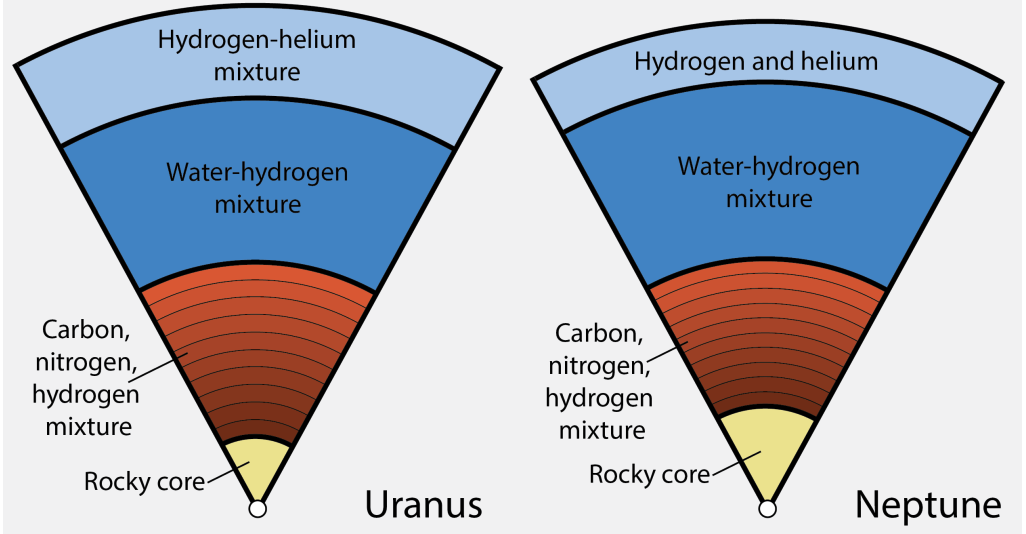 Hydrogen-helium
mixture
Water-hydrogen
mixture
Carbon,
nitrogen,
hydrogen
mixture
Rocky core
Uranus
Hydrogen and helium
Water-hydrogen
mixture
Carbon,
nitrogen,
hydrogen
mixture
Rocky core
Neptune